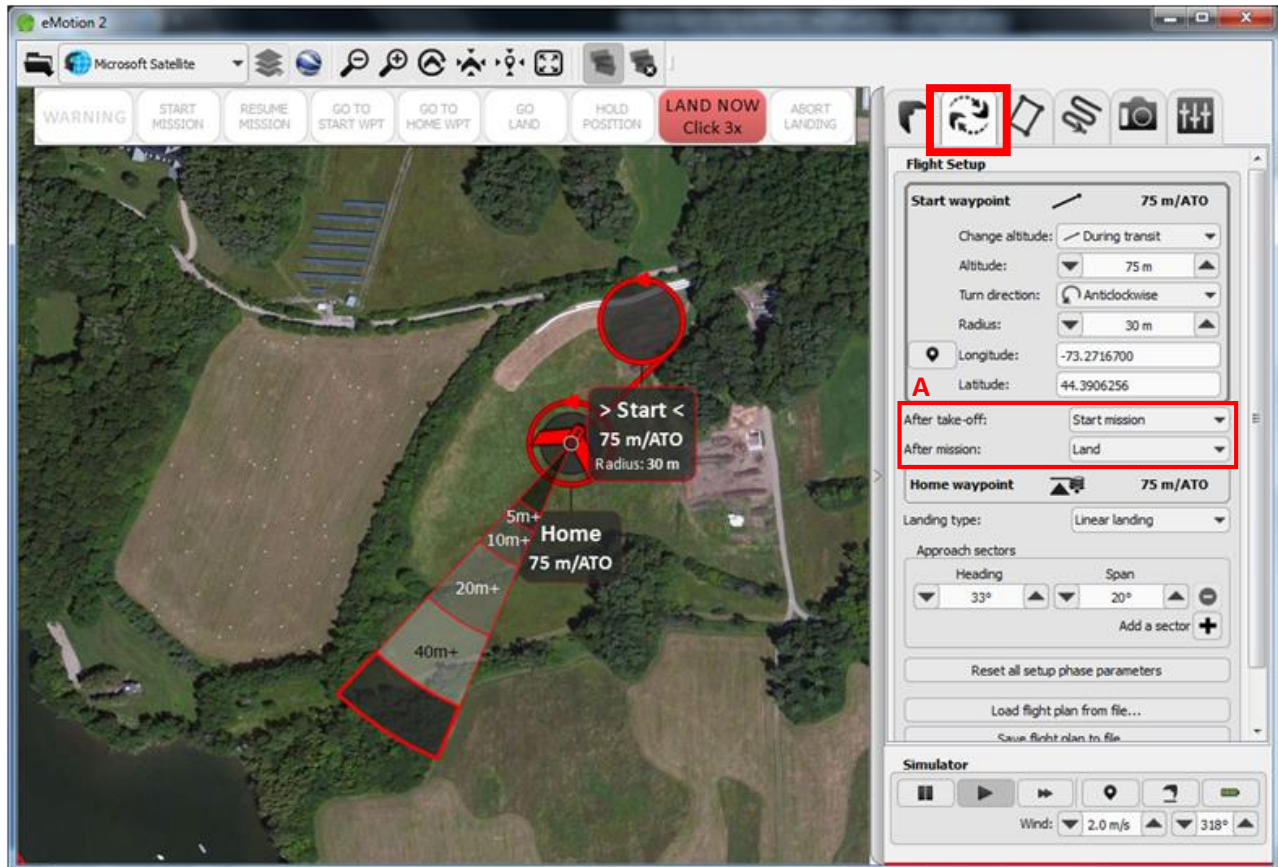 eMotion 2
Microsoft Satellite
WARNING
START MISSION
RESUME MISSION
GO TO START WPT
GO TO HOME WPT
GO LAND
HOLD POSITION
LAND NOW
Click 3x
ABORT LANDING
> Start <
75 m/ATO
Radius: 30 m
5m+
10m+
Home
75 m/ATO
20m+
40m+
Flight Setup
Start waypoint 75 m/ATO
Change altitude: During transit
Altitude: 75 m
Turn direction: Anticlockwise
Radius: 30 m
Longitude: -73.2716700
A
Latitude: 44.3906256
After take-off: Start mission
After mission: Land
Home waypoint 75 m/ATO
Landing type: Linear landing
Approach sectors
Heading Span
33° 20°
Add a sector
Reset all setup phase parameters
Load flight plan from file...
Save flight plan to file
Simulator
Wind: 2.0 m/s 318°